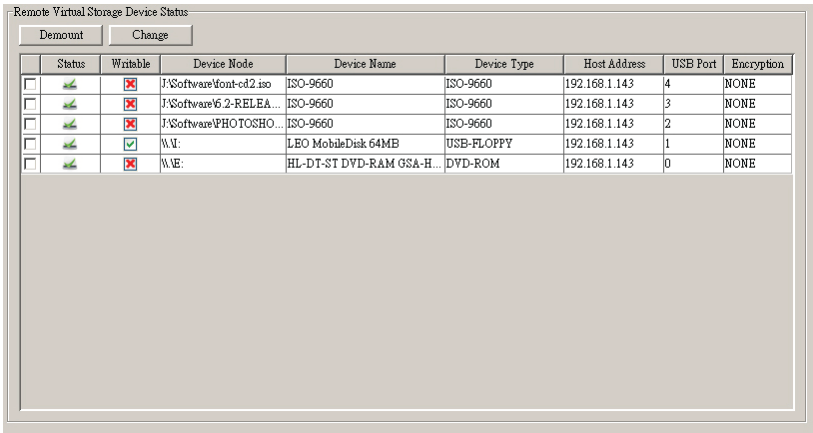 Remote Virtual Storage Device Status
Demount Change
Status Writable Device Node Device Name Device Type Host Address USB Port Encryption
J:\Software\font-cd2.iso ISO-9660 ISO-9660 192.168.1.143 4 NONE
J:\Software\6.2-RELEA... ISO-9660 ISO-9660 192.168.1.143 3 NONE
J:\Software\PHOTOSHO... ISO-9660 ISO-9660 192.168.1.143 2 NONE
\\.\I: LEO MobileDisk 64MB USB-FLOPPY 192.168.1.143 1 NONE
\\.\E: HL-DT-ST DVD-RAM GSA-H... DVD-ROM 192.168.1.143 0 NONE